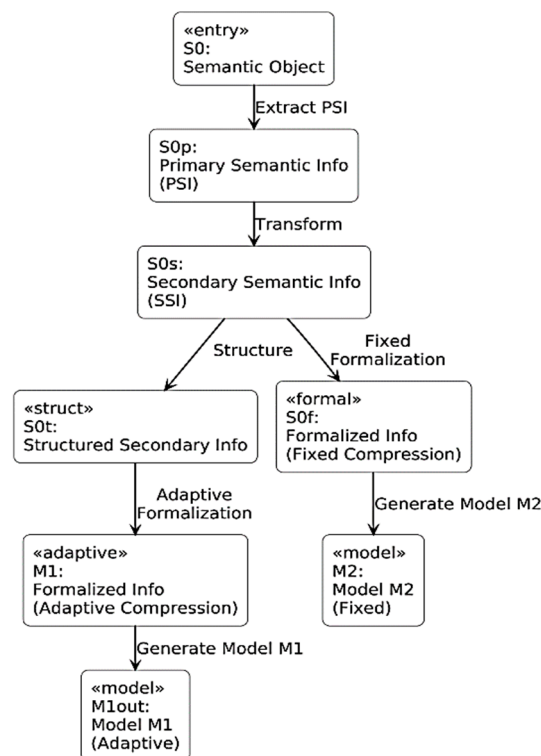 «entry»
S0:
Semantic Object
Extract PSI
S0p:
Primary Semantic Info
(PSI)
Transform
S0s:
Secondary Semantic Info
(SSI)
Structure
Fixed
Formalization
«struct»
S0t:
Structured Secondary Info
«formal»
S0f:
Formalized Info
(Fixed Compression)
Adaptive
Formalization
Generate Model M2
«adaptive»
M1:
Formalized Info
(Adaptive Compression)
«model»
M2:
Model M2
(Fixed)
Generate Model M1
«model»
M1out:
Model M1
(Adaptive)